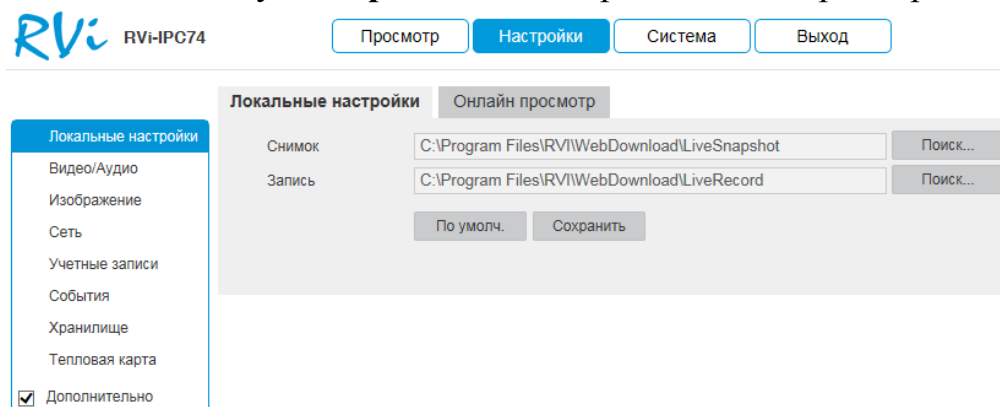 RVi RVi-IPC74
Просмотр Настройки Система Выход
Локальные настройки Онлайн просмотр
Локальные настройки
Видео/Аудио
Изображение
Сеть
Учетные записи
События
Хранилище
Тепловая карта
Дополнительно
Снимок C:\Program Files\RVI\WebDownload\LiveSnapshot Поиск...
Запись C:\Program Files\RVI\WebDownload\LiveRecord Поиск...
По умолч. Сохранить